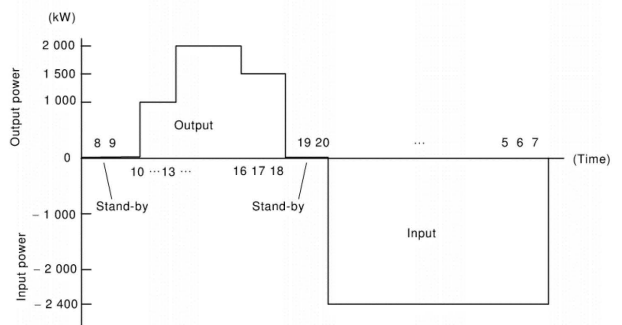 (kW)
Output power
2 000
1 500
1 000
Output
8 9
19 20 ... 5 6 7
0
(Time)
10 ...13 ... 16 17 18
Stand-by
Stand-by
Input power
– 1 000
Input
– 2 000
– 2 400